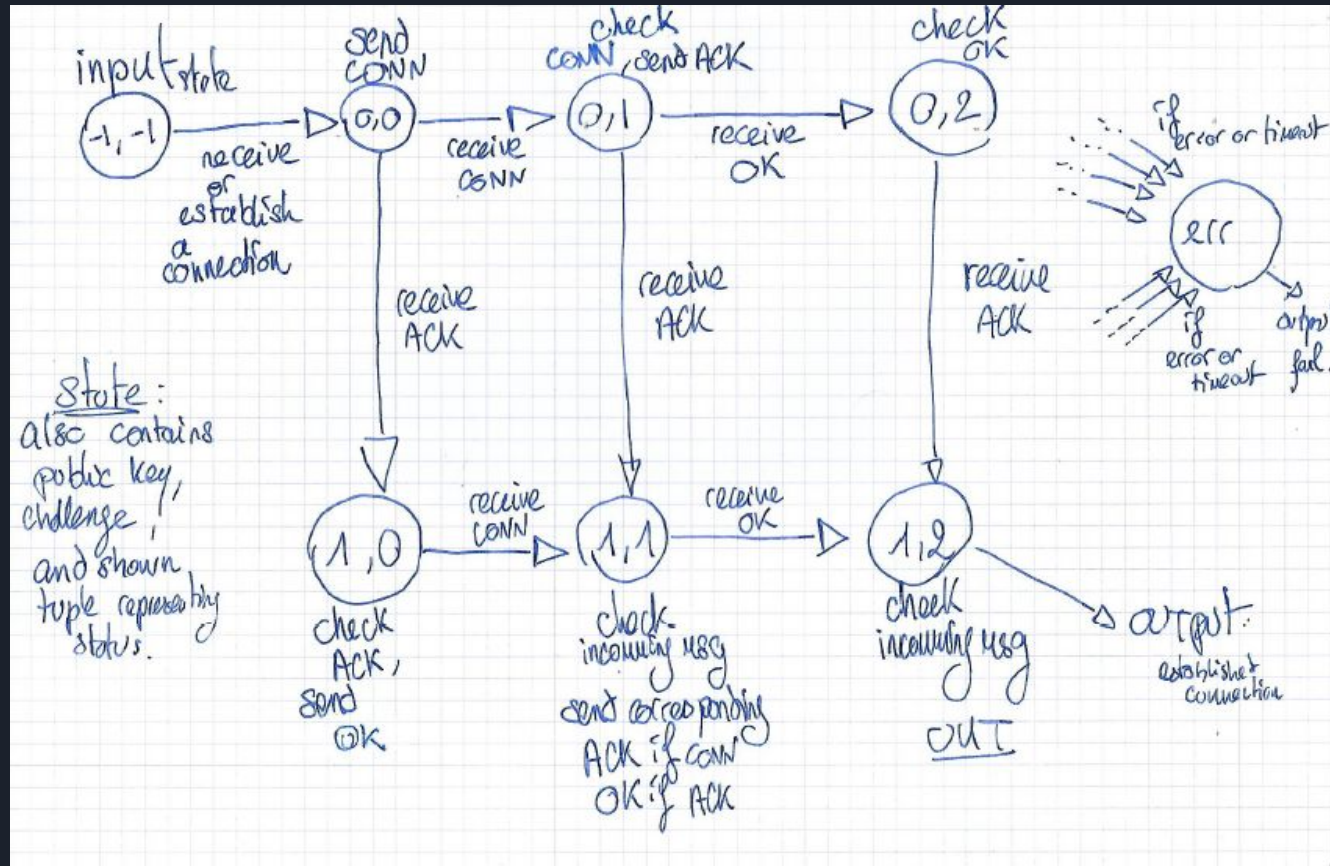 input state
-1, -1
receive
or
establish
a
connection
send
CONN
0,0
receive
CONN
check
CONN, send ACK
0,1
receive
OK
check
OK
0,2
if
error or timeout
err
if
error or
timeout
fail.
receive
ACK
receive
ACK
receive
ACK
State:
also contains
public key,
challenge,
and shown
tuple representing
status.
1,0
check
ACK,
send
OK
receive
CONN
1,1
check
incoming msg
send corresponding
ACK if CONN
OK if ACK
receive
OK
1,2
check
incoming msg
OUT
output:
established
connection